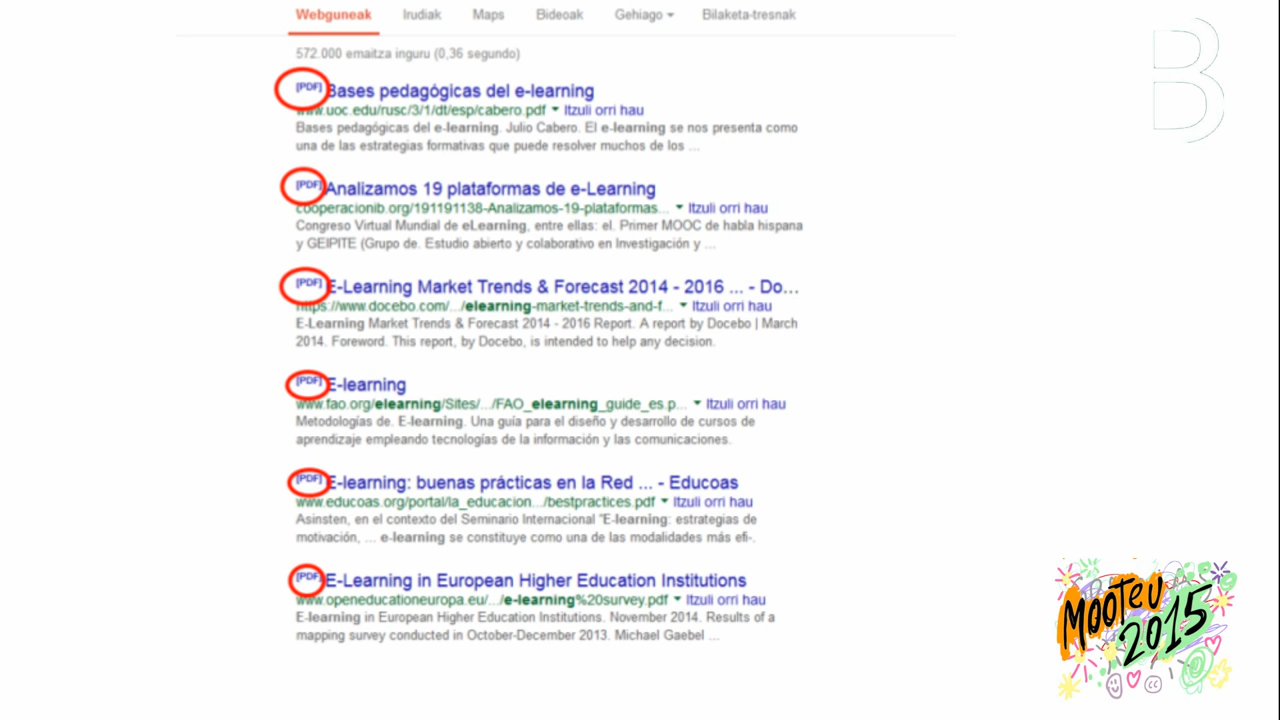 Webguneak Irudiak Maps Bideoak Gehiago Bilaketa-tresnak
572.000 emaitza inguru (0,36 segundo)
[PDF] Bases pedagógicas del e-learning
www.uoc.edu/rusc/3/1/dt/esp/cabero.pdf Itzuli orri hau
Bases pedagógicas del e-learning. Julio Cabero. El e-learning se nos presenta como
una de las estrategias formativas que puede resolver muchos de los ...
[PDF] Analizamos 19 plataformas de e-Learning
cooperacionib.org/191191138-Analizamos-19-plataformas... Itzuli orri hau
Congreso Virtual Mundial de eLearning, entre ellas: el. Primer MOOC de habla hispana
y GEIPITE (Grupo de. Estudio abierto y colaborativo en Investigación y ...
[PDF] E-Learning Market Trends & Forecast 2014 - 2016 ... - Do...
https://www.docebo.com/.../elearning-market-trends-and-f... Itzuli orri hau
E-Learning Market Trends & Forecast 2014 - 2016 Report. A report by Docebo | March
2014. Foreword. This report, by Docebo, is intended to help any decision.
[PDF] E-learning
www.fao.org/elearning/Sites/.../FAO_elearning_guide_es.p... Itzuli orri hau
Metodologías de. E-learning. Una guía para el diseño y desarrollo de cursos de
aprendizaje empleando tecnologías de la información y las comunicaciones.
[PDF] E-learning: buenas prácticas en la Red ... - Educoas
www.educoas.org/portal/la_educacion.../bestpractices.pdf Itzuli orri hau
Asinsten, en el contexto del Seminario Internacional "E-learning: estrategias de
motivación, ... e-learning se constituye como una de las modalidades más efi-.
[PDF] E-Learning in European Higher Education Institutions
www.openeducationeuropa.eu/.../e-learning%20survey.pdf Itzuli orri hau
E-learning in European Higher Education Institutions. November 2014. Results of a
mapping survey conducted in October-December 2013. Michael Gaebel ...
B
MOOTEU
2015
cc